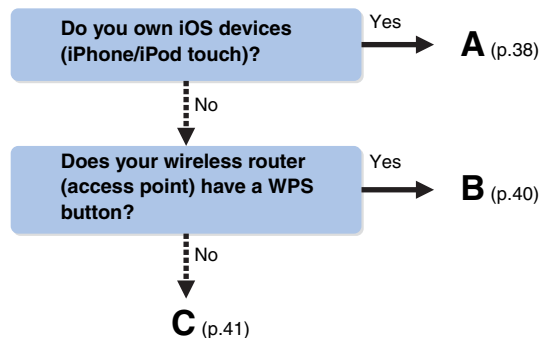 Do you own iOS devices
(iPhone/iPod touch)?
Yes
A (p.38)
No
Does your wireless router
(access point) have a WPS
button?
Yes
B (p.40)
No
C (p.41)